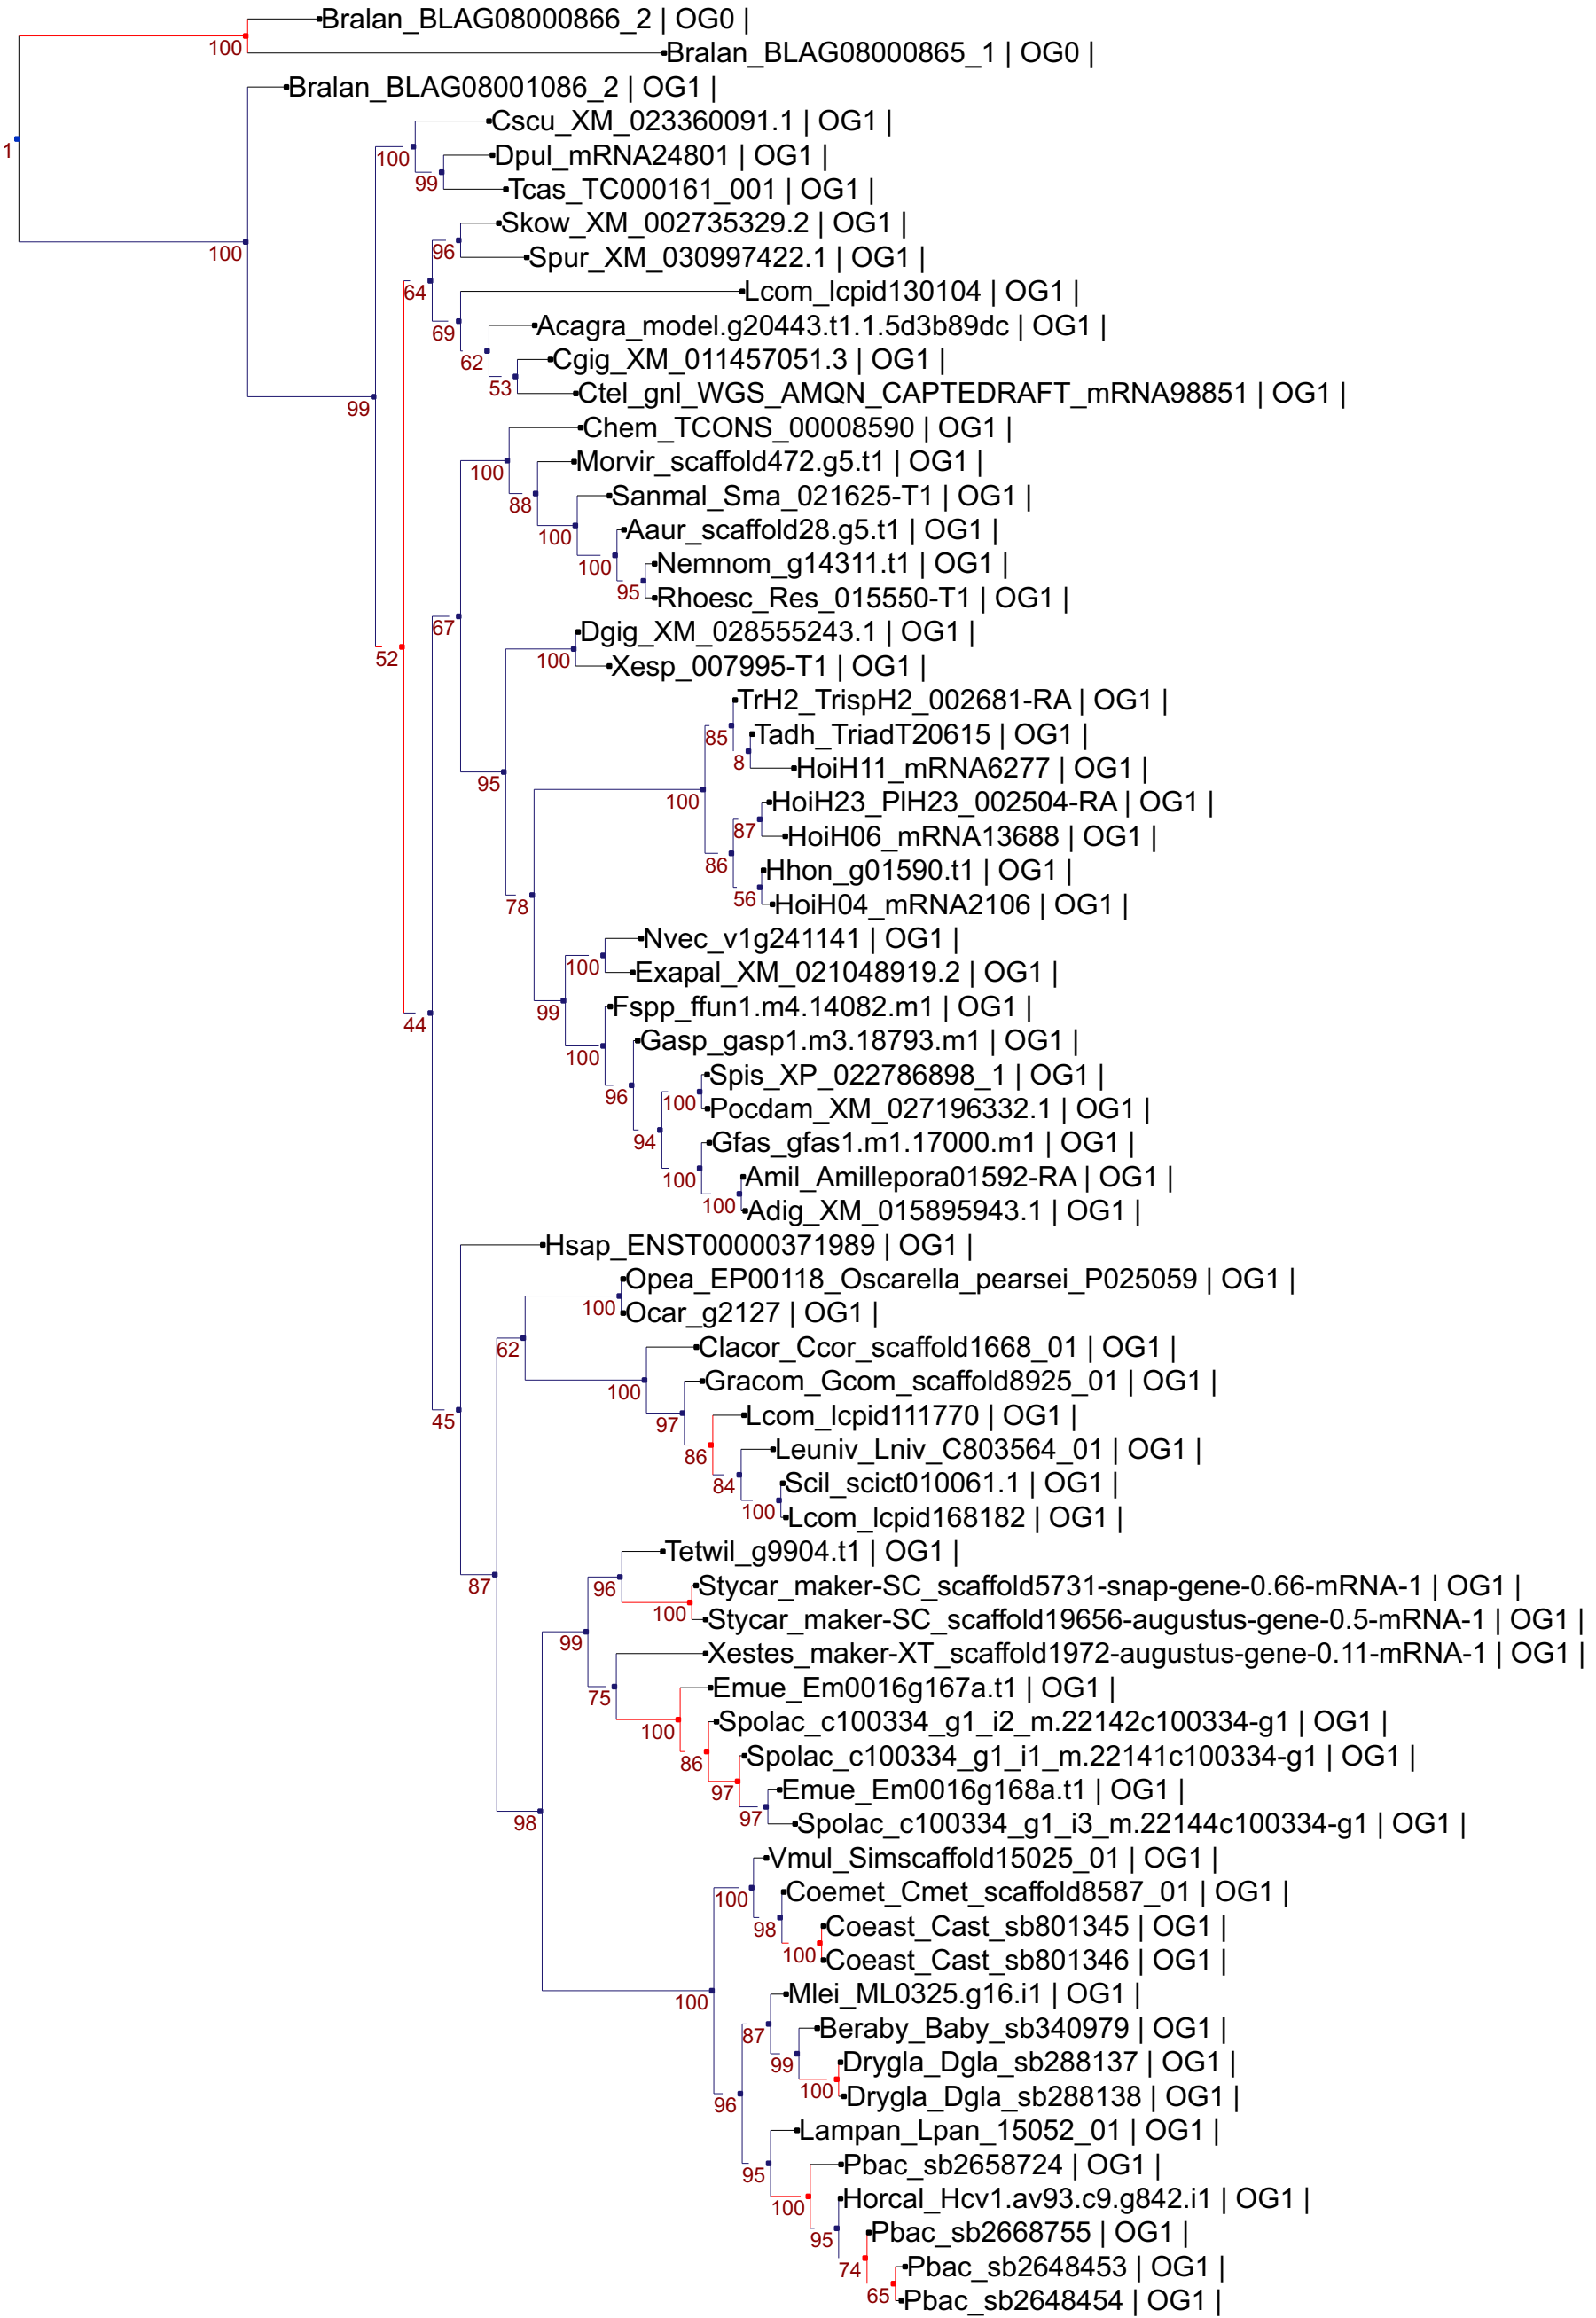 Bralan_BLAG08000866_2 | OG0 |
100
Bralan_BLAG08000865_1 | OG0 |
Bralan_BLAG08001086_2 | OG1 |
Cscu_XM_023360091.1 | OG1 |
1
100
Dpul_mRNA24801 | OG1 |
99
Tcas_TC000161_001 | OG1 |
Skow_XM_002735329.2 | OG1 |
100
96
Spur_XM_030997422.1 | OG1 |
64
Lcom_lcpid130104 | OG1 |
69
Acagra_model.g20443.t1.1.5d3b89dc | OG1 |
62
Cgig_XM_011457051.3 | OG1 |
53
Ctel_gnl_WGS_AMQN_CAPTEDRAFT_mRNA98851 | OG1 |
99
Chem_TCONS_00008590 | OG1 |
100
Morvir_scaffold472.g5.t1 | OG1 |
88
Sanmal_Sma_021625-T1 | OG1 |
100
Aaur_scaffold28.g5.t1 | OG1 |
100
Nemnom_g14311.t1 | OG1 |
95
Rhoesc_Res_015550-T1 | OG1 |
67
Dgig_XM_028555243.1 | OG1 |
52
100
Xesp_007995-T1 | OG1 |
TrH2_TrispH2_002681-RA | OG1 |
85
Tadh_TriadT20615 | OG1 |
8
HoiH11_mRNA6277 | OG1 |
95
100
HoiH23_PlH23_002504-RA | OG1 |
87
HoiH06_mRNA13688 | OG1 |
86
Hhon_g01590.t1 | OG1 |
56
HoiH04_mRNA2106 | OG1 |
78
Nvec_v1g241141 | OG1 |
100
Exapal_XM_021048919.2 | OG1 |
99
Fspp_ffun1.m4.14082.m1 | OG1 |
44
Gasp_gasp1.m3.18793.m1 | OG1 |
100
Spis_XP_022786898_1 | OG1 |
96
100
Pocdam_XM_027196332.1 | OG1 |
94
Gfas_gfas1.m1.17000.m1 | OG1 |
100
Amil_Amillepora01592-RA | OG1 |
100
Adig_XM_015895943.1 | OG1 |
Hsap_ENST00000371989 | OG1 |
Opea_EP00118_Oscarella_pearsei_P025059 | OG1 |
100
Ocar_g2127 | OG1 |
62
Clacor_Ccor_scaffold1668_01 | OG1 |
100
Gracom_Gcom_scaffold8925_01 | OG1 |
45
97
Lcom_lcpid111770 | OG1 |
86
Leuniv_Lniv_C803564_01 | OG1 |
84
Scil_scict010061.1 | OG1 |
100
Lcom_lcpid168182 | OG1 |
Tetwil_g9904.t1 | OG1 |
87
96
Stycar_maker-SC_scaffold5731-snap-gene-0.66-mRNA-1 | OG1 |
100
Stycar_maker-SC_scaffold19656-augustus-gene-0.5-mRNA-1 | OG1 |
99
Xestes_maker-XT_scaffold1972-augustus-gene-0.11-mRNA-1 | OG1 |
75
Emue_Em0016g167a.t1 | OG1 |
100
Spolac_c100334_g1_i2_m.22142c100334-g1 | OG1 |
86
Spolac_c100334_g1_i1_m.22141c100334-g1 | OG1 |
97
Emue_Em0016g168a.t1 | OG1 |
97
98
Spolac_c100334_g1_i3_m.22144c100334-g1 | OG1 |
Vmul_Simscaffold15025_01 | OG1 |
100
Coemet_Cmet_scaffold8587_01 | OG1 |
98
Coeast_Cast_sb801345 | OG1 |
100
Coeast_Cast_sb801346 | OG1 |
100
Mlei_ML0325.g16.i1 | OG1 |
87
Beraby_Baby_sb340979 | OG1 |
99
Drygla_Dgla_sb288137 | OG1 |
100
Drygla_Dgla_sb288138 | OG1 |
96
Lampan_Lpan_15052_01 | OG1 |
95
Pbac_sb2658724 | OG1 |
100
Horcal_Hcv1.av93.c9.g842.i1 | OG1 |
95
Pbac_sb2668755 | OG1 |
74
Pbac_sb2648453 | OG1 |
65
Pbac_sb2648454 | OG1 |